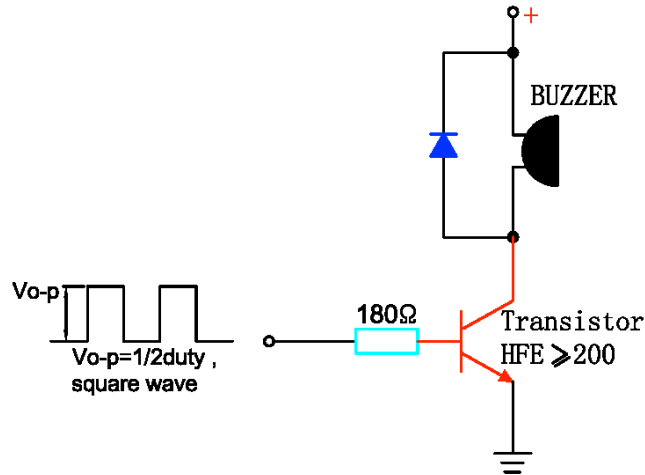 +
BUZZER
Vo-p
180Ω
Transistor
HFE ⩾200
Vo-p=1/2duty ,
square wave